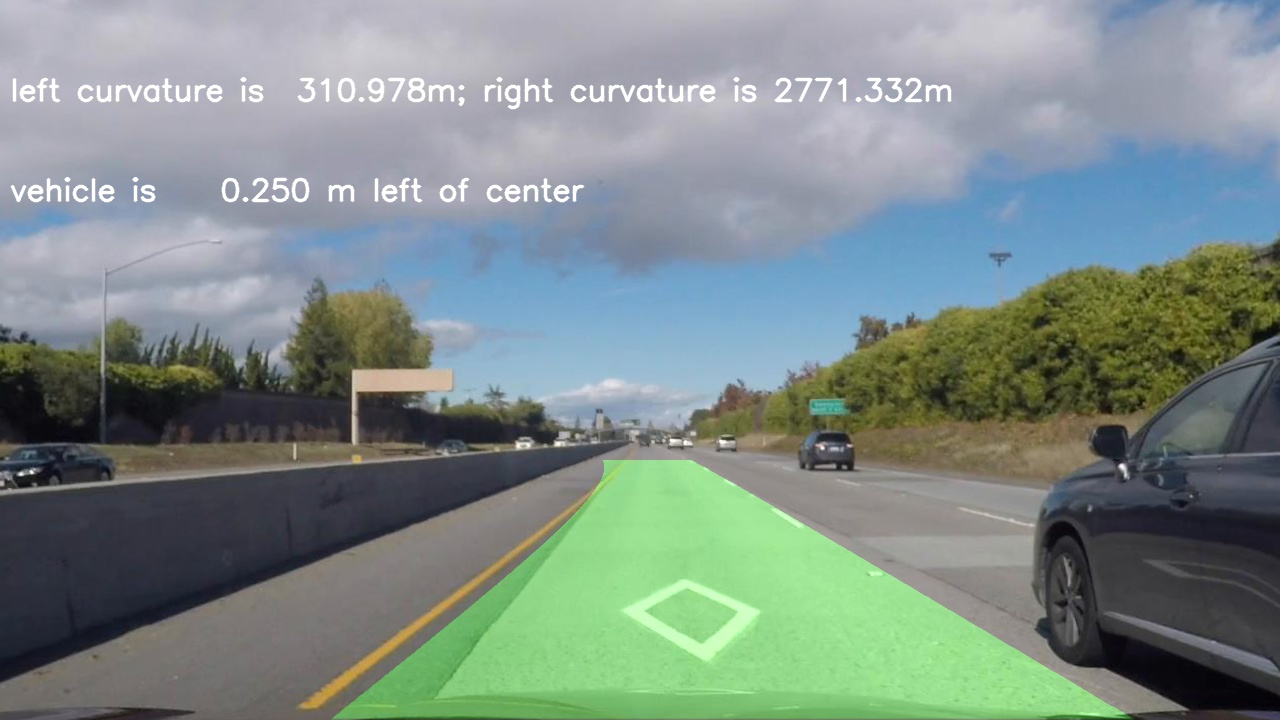 left curvature is 310.978m; right curvature is 2771.332m
vehicle is 0.250 m left of center